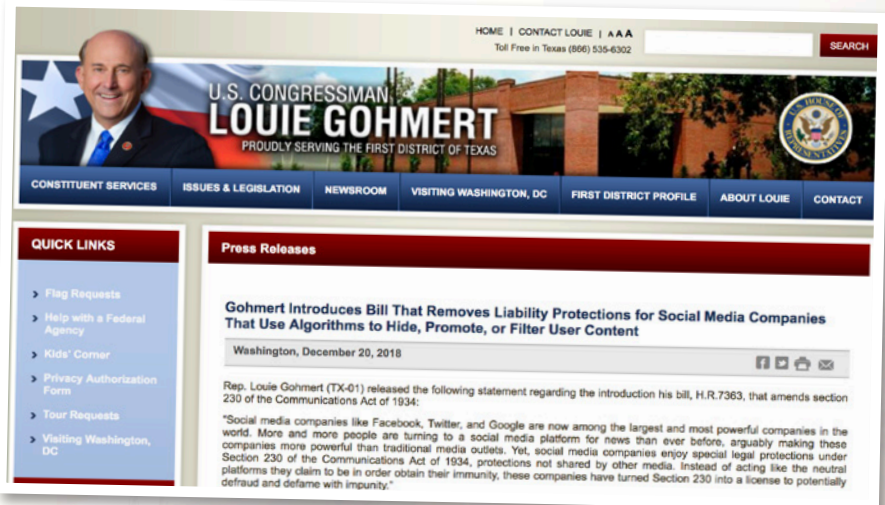 HOME | CONTACT LOUIE | A A A
Toll Free in Texas (866) 535-6302
SEARCH
U.S. CONGRESSMAN
LOUIE GOHMERT
PROUDLY SERVING THE FIRST DISTRICT OF TEXAS
U.S. HOUSE OF REPRESENTATIVES
CONSTITUENT SERVICES
ISSUES & LEGISLATION
NEWSROOM
VISITING WASHINGTON, DC
FIRST DISTRICT PROFILE
ABOUT LOUIE
CONTACT
QUICK LINKS
Flag Requests
Help with a Federal
Agency
Kids' Corner
Privacy Authorization
Form
Tour Requests
Visiting Washington,
DC
Press Releases
Gohmert Introduces Bill That Removes Liability Protections for Social Media Companies
That Use Algorithms to Hide, Promote, or Filter User Content
Washington, December 20, 2018
Rep. Louie Gohmert (TX-01) released the following statement regarding the introduction his bill, H.R.7363, that amends section
230 of the Communications Act of 1934:
"Social media companies like Facebook, Twitter, and Google are now among the largest and most powerful companies in the
world. More and more people are turning to a social media platform for news than ever before, arguably making these
companies more powerful than traditional media outlets. Yet, social media companies enjoy special legal protections under
Section 230 of the Communications Act of 1934, protections not shared by other media. Instead of acting like the neutral
platforms they claim to be in order obtain their immunity, these companies have turned Section 230 into a license to potentially
defraud and defame with impunity."